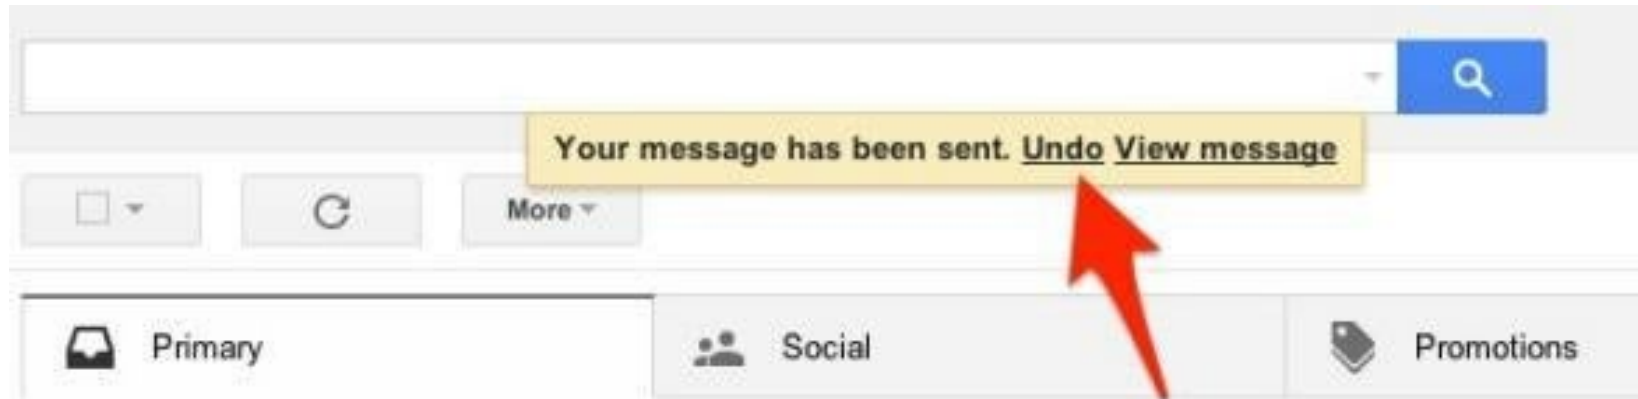 Your message has been sent. Undo View message
More
Primary
Social
Promotions